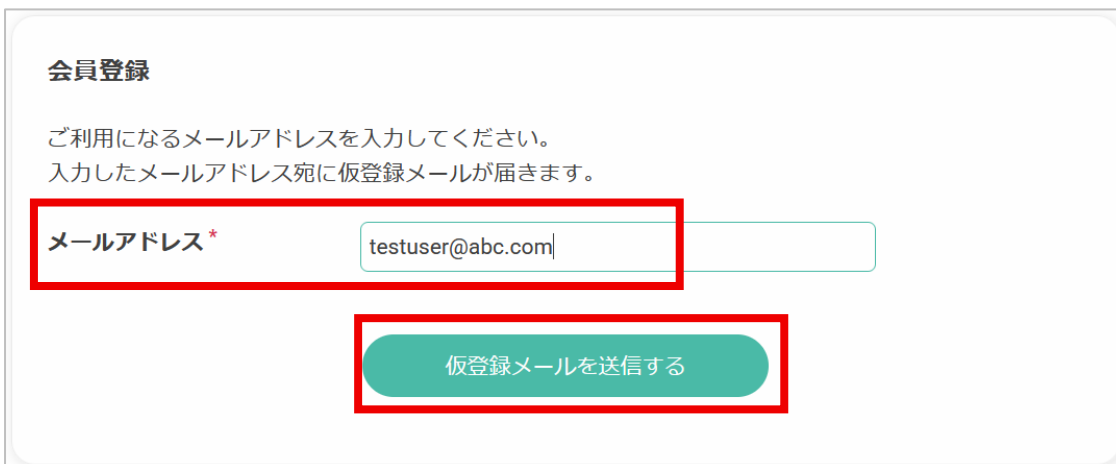 会員登録
ご利用になるメールアドレスを入力してください。
入力したメールアドレス宛に仮登録メールが届きます。
メールアドレス*
testuser@abc.com
仮登録メールを送信する